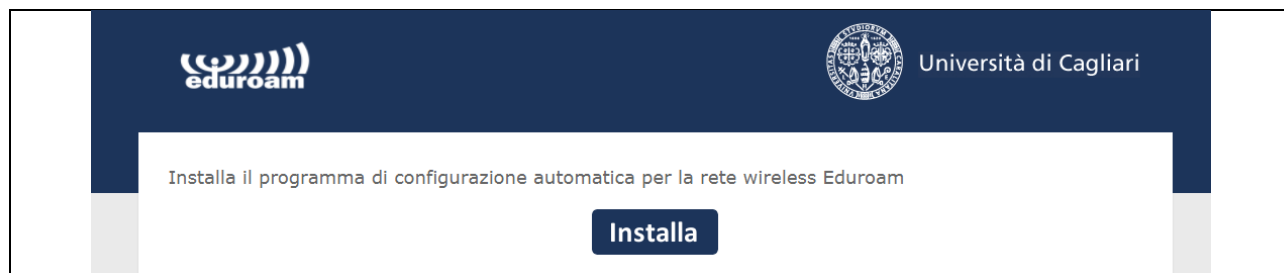 eduroam
Università di Cagliari
Installa il programma di configurazione automatica per la rete wireless Eduroam
Installa